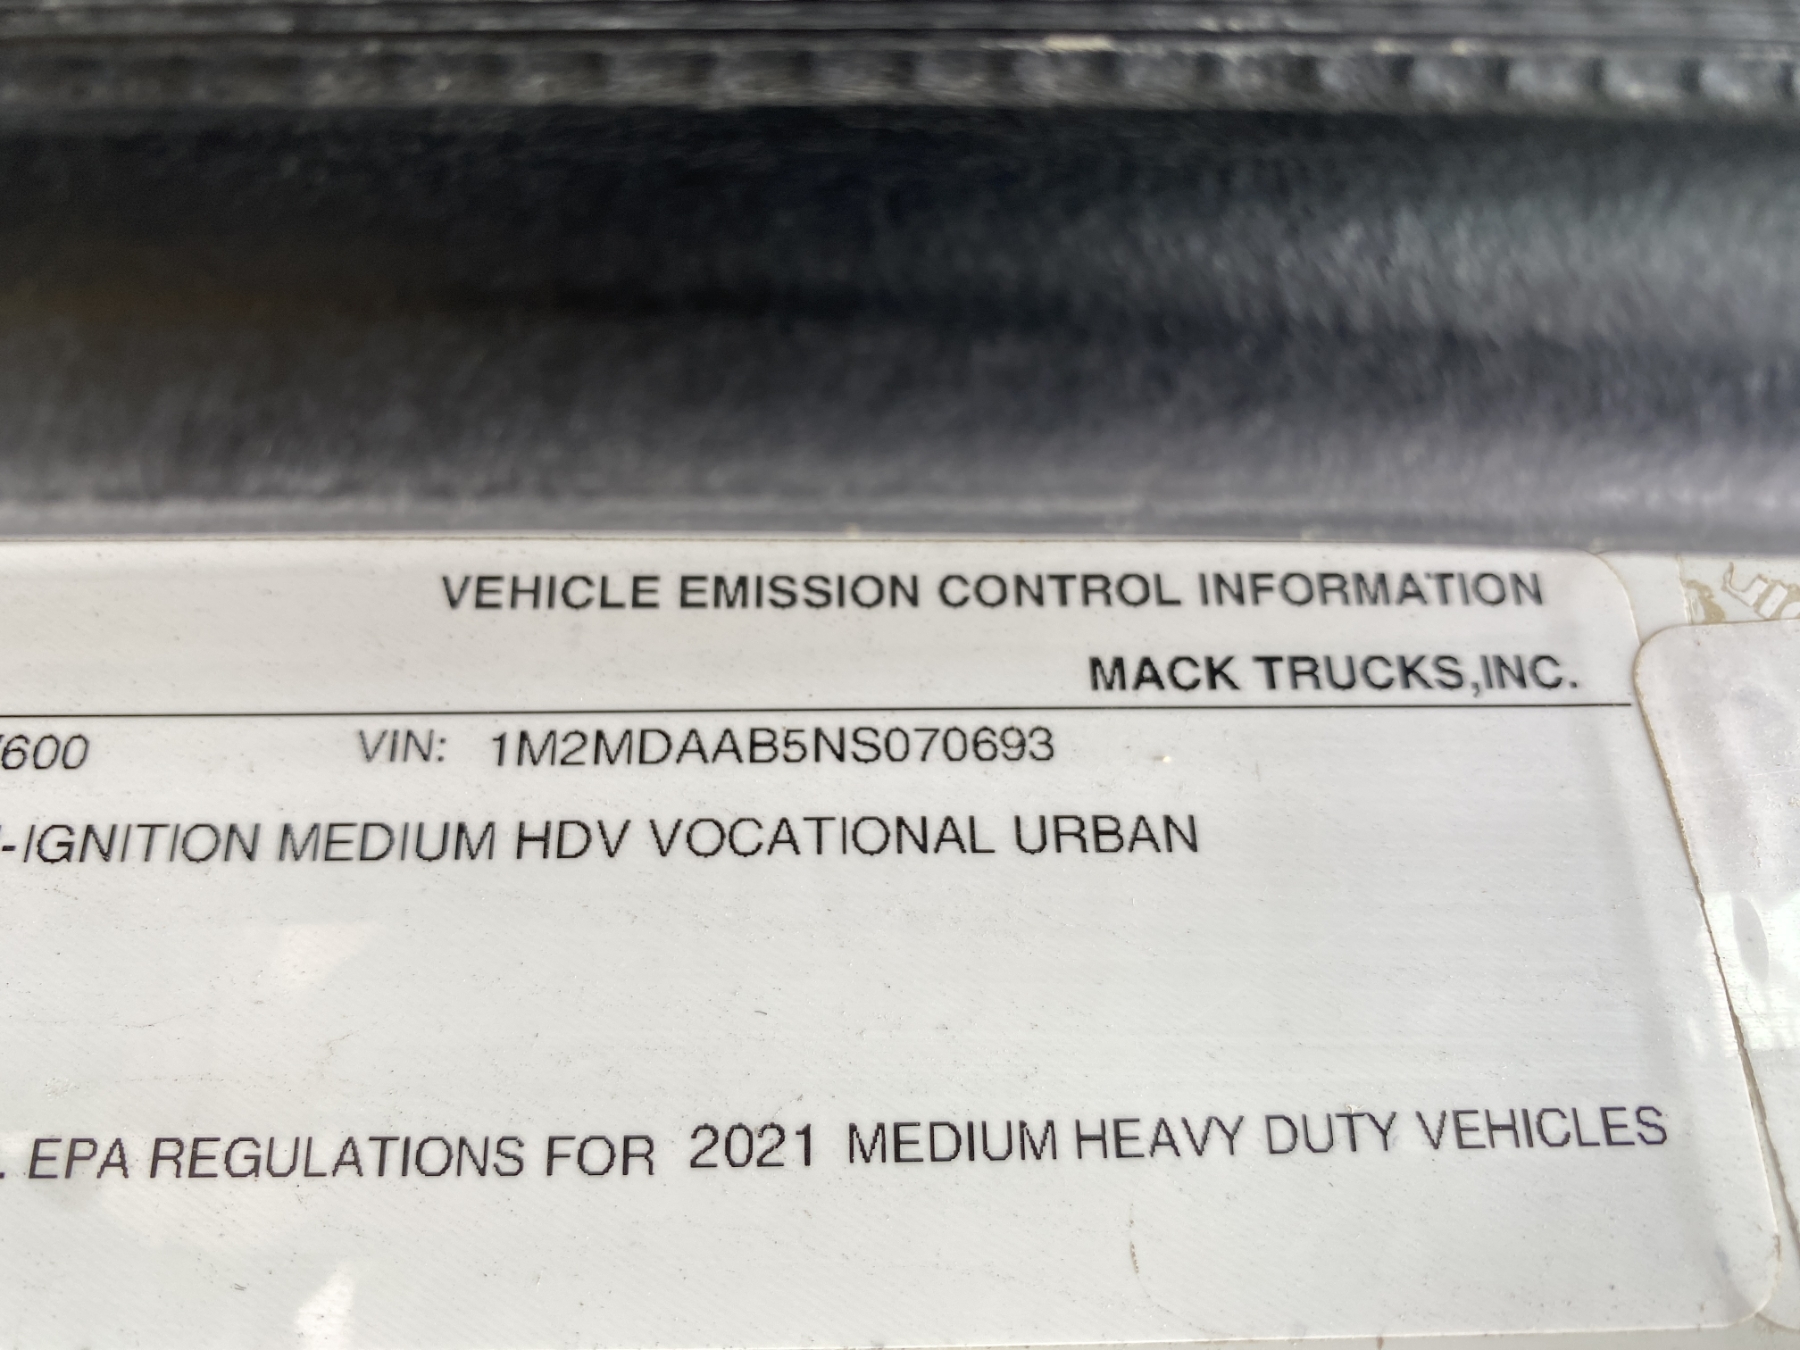 VEHICLE EMISSION CONTROL INFORMATION
MACK TRUCKS,INC.
600 VIN: 1M2MDAAB5NS070693
-IGNITION MEDIUM HDV VOCATIONAL URBAN
. EPA REGULATIONS FOR 2021 MEDIUM HEAVY DUTY VEHICLES